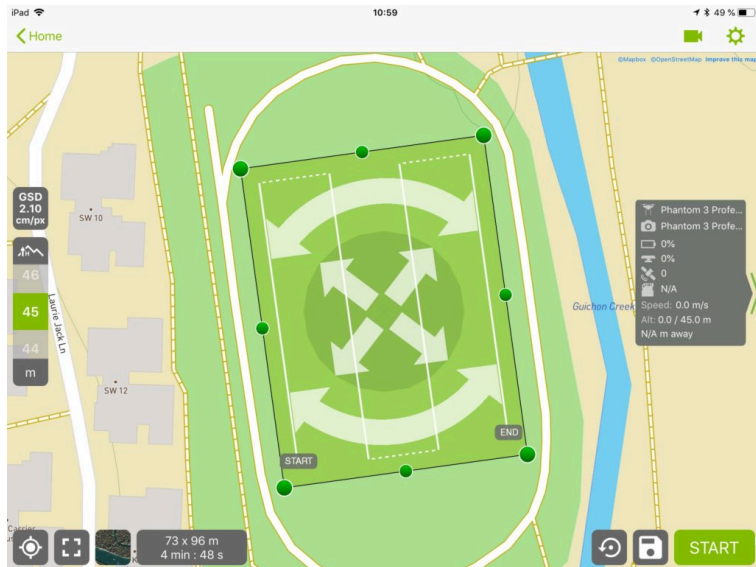 iPad
10:59
49 %
Home
©Mapbox ©OpenStreetMap Improve this map
GSD
2.10
cm/px
SW 10
46
45
44
m
Laurie Jack Ln
SW 12
Phantom 3 Profe...
Phantom 3 Profe...
0%
0%
0
N/A
Speed: 0.0 m/s
Alt: 0.0 / 45.0 m
N/A m away
Guichon Creek
START
END
Carrier
73 x 96 m
4 min : 48 s
START